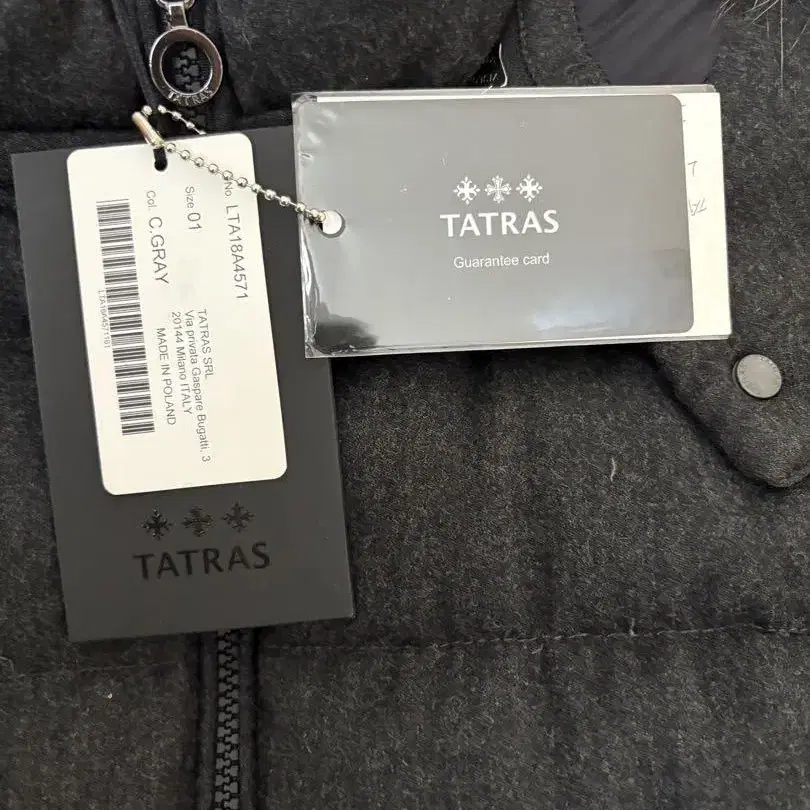 TATRAS
No. LTA18A4571
Size 01
Col. C.GRAY
TATRAS SRL
Via privata Gaspare Bugatti, 3
20144 Milano ITALY
MADE IN POLAND
TATRAS
TATRAS
Guarantee card